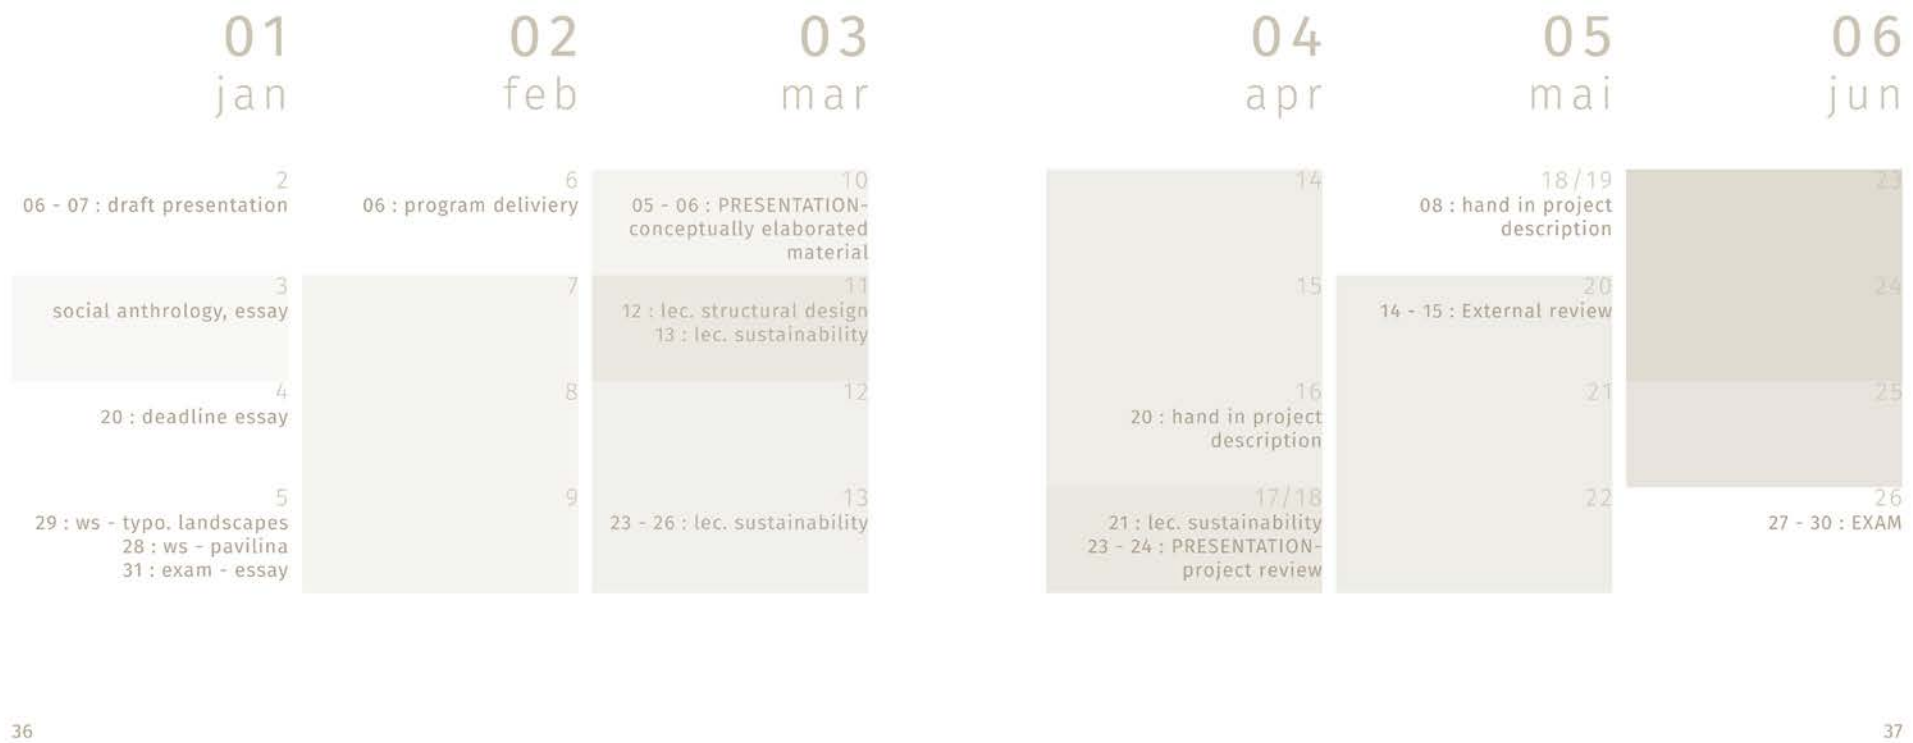 01
jan
2
06 - 07 : draft presentation
3
social anthrology, essay
4
20 : deadline essay
5
29 : ws - typo. landscapes
28 : ws - pavilina
31 : exam - essay
02
feb
6
06 : program deliviery
7
8
9
03
mar
10
05 - 06 : PRESENTATION-
conceptually elaborated
material
11
12 : lec. structural design
13 : lec. sustainability
12
13
23 - 26 : lec. sustainability
04
apr
14
15
16
20 : hand in project
description
17/18
21 : lec. sustainability
23 - 24 : PRESENTATION-
project review
05
mai
18/19
08 : hand in project
description
20
14 - 15 : External review
21
22
06
jun
23
24
25
26
27 - 30 : EXAM
36
37